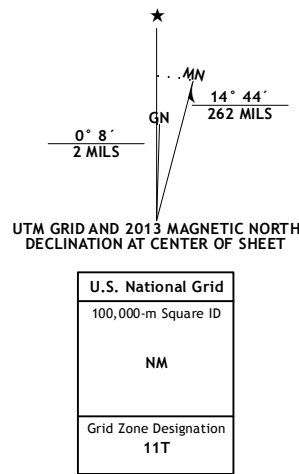 ★
MN
GN
0° 8´
2 MILS
14° 44´
262 MILS
UTM GRID AND 2013 MAGNETIC NORTH
DECLINATION AT CENTER OF SHEET
U.S. National Grid
100,000-m Square ID
NM
Grid Zone Designation
11T